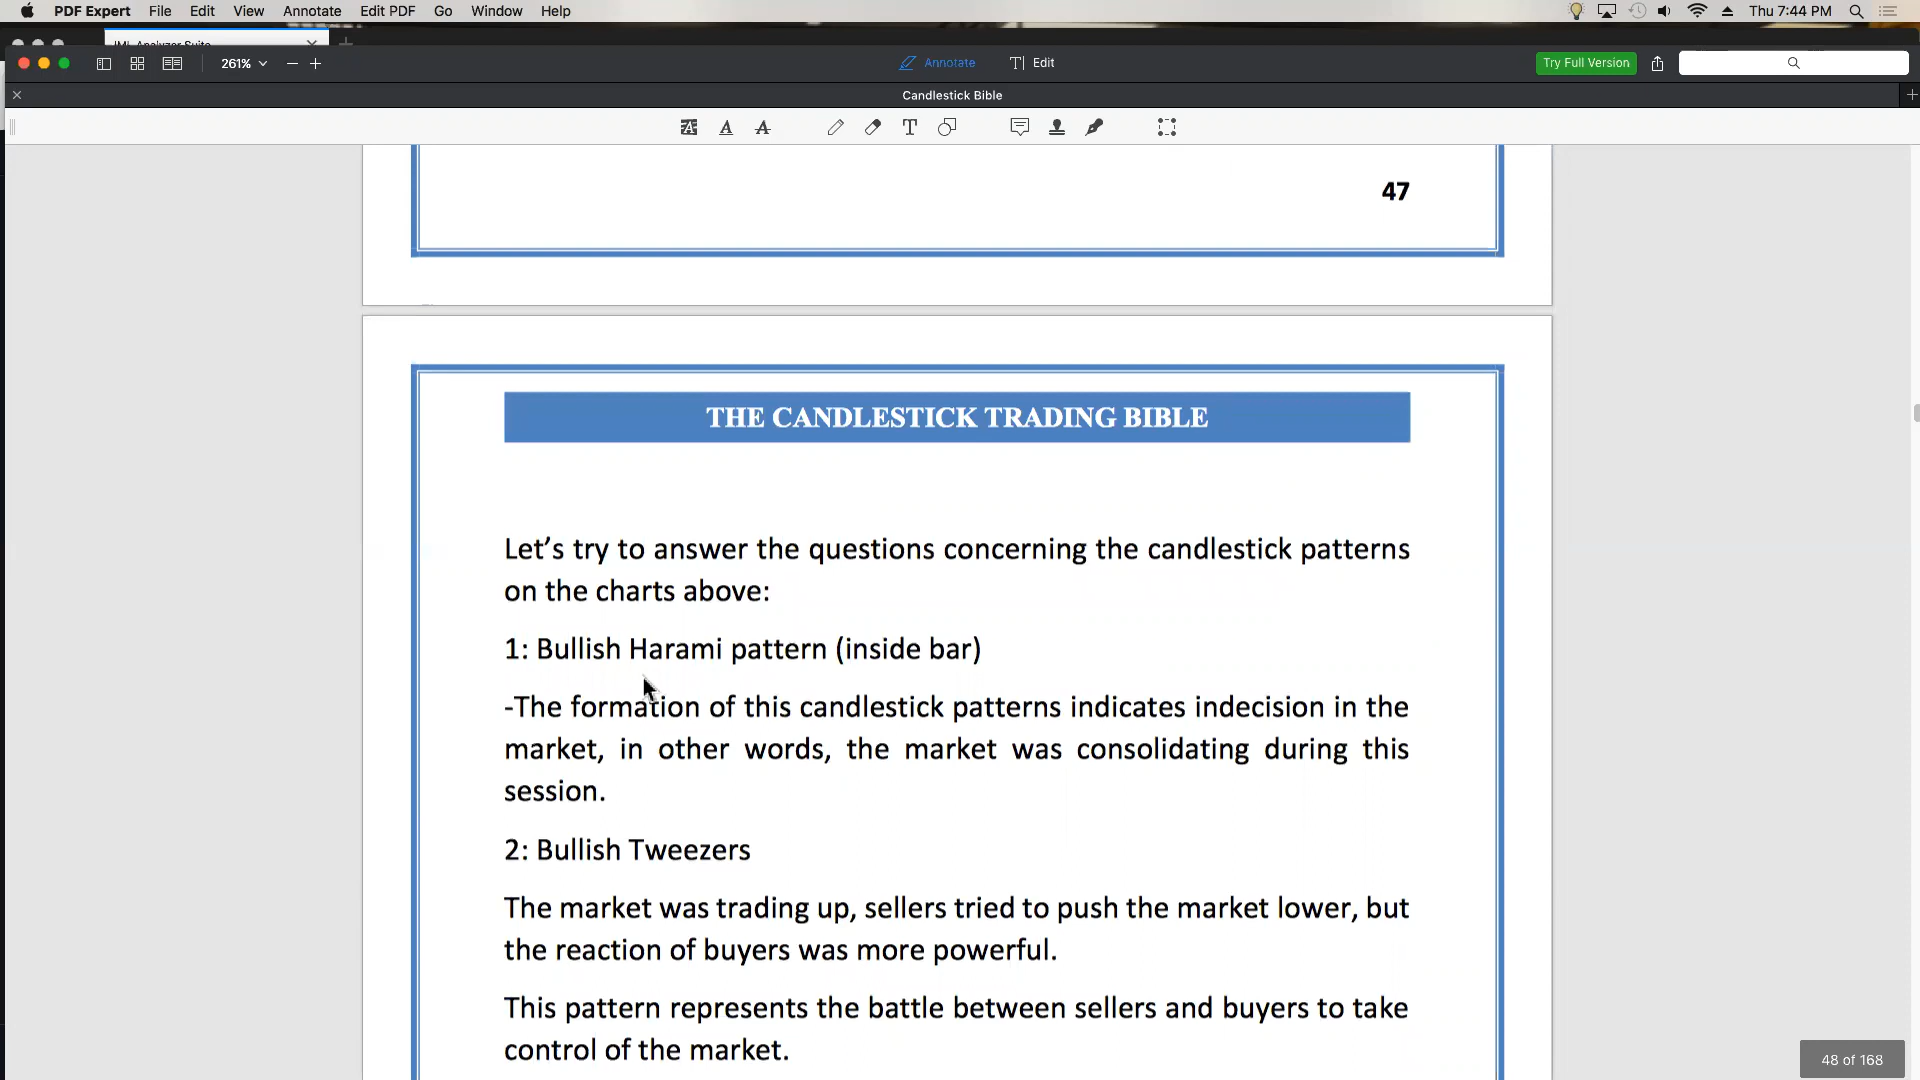 PDF Expert File Edit View Annotate Edit PDF Go Window Help Thu 7:44 PM
IML Analyzer Suite
261% Annotate T Edit Try Full Version
Candlestick Bible
47
THE CANDLESTICK TRADING BIBLE
Let’s try to answer the questions concerning the candlestick patterns
on the charts above:
1: Bullish Harami pattern (inside bar)
-The formation of this candlestick patterns indicates indecision in the
market, in other words, the market was consolidating during this
session.
2: Bullish Tweezers
The market was trading up, sellers tried to push the market lower, but
the reaction of buyers was more powerful.
This pattern represents the battle between sellers and buyers to take
control of the market.
48 of 168